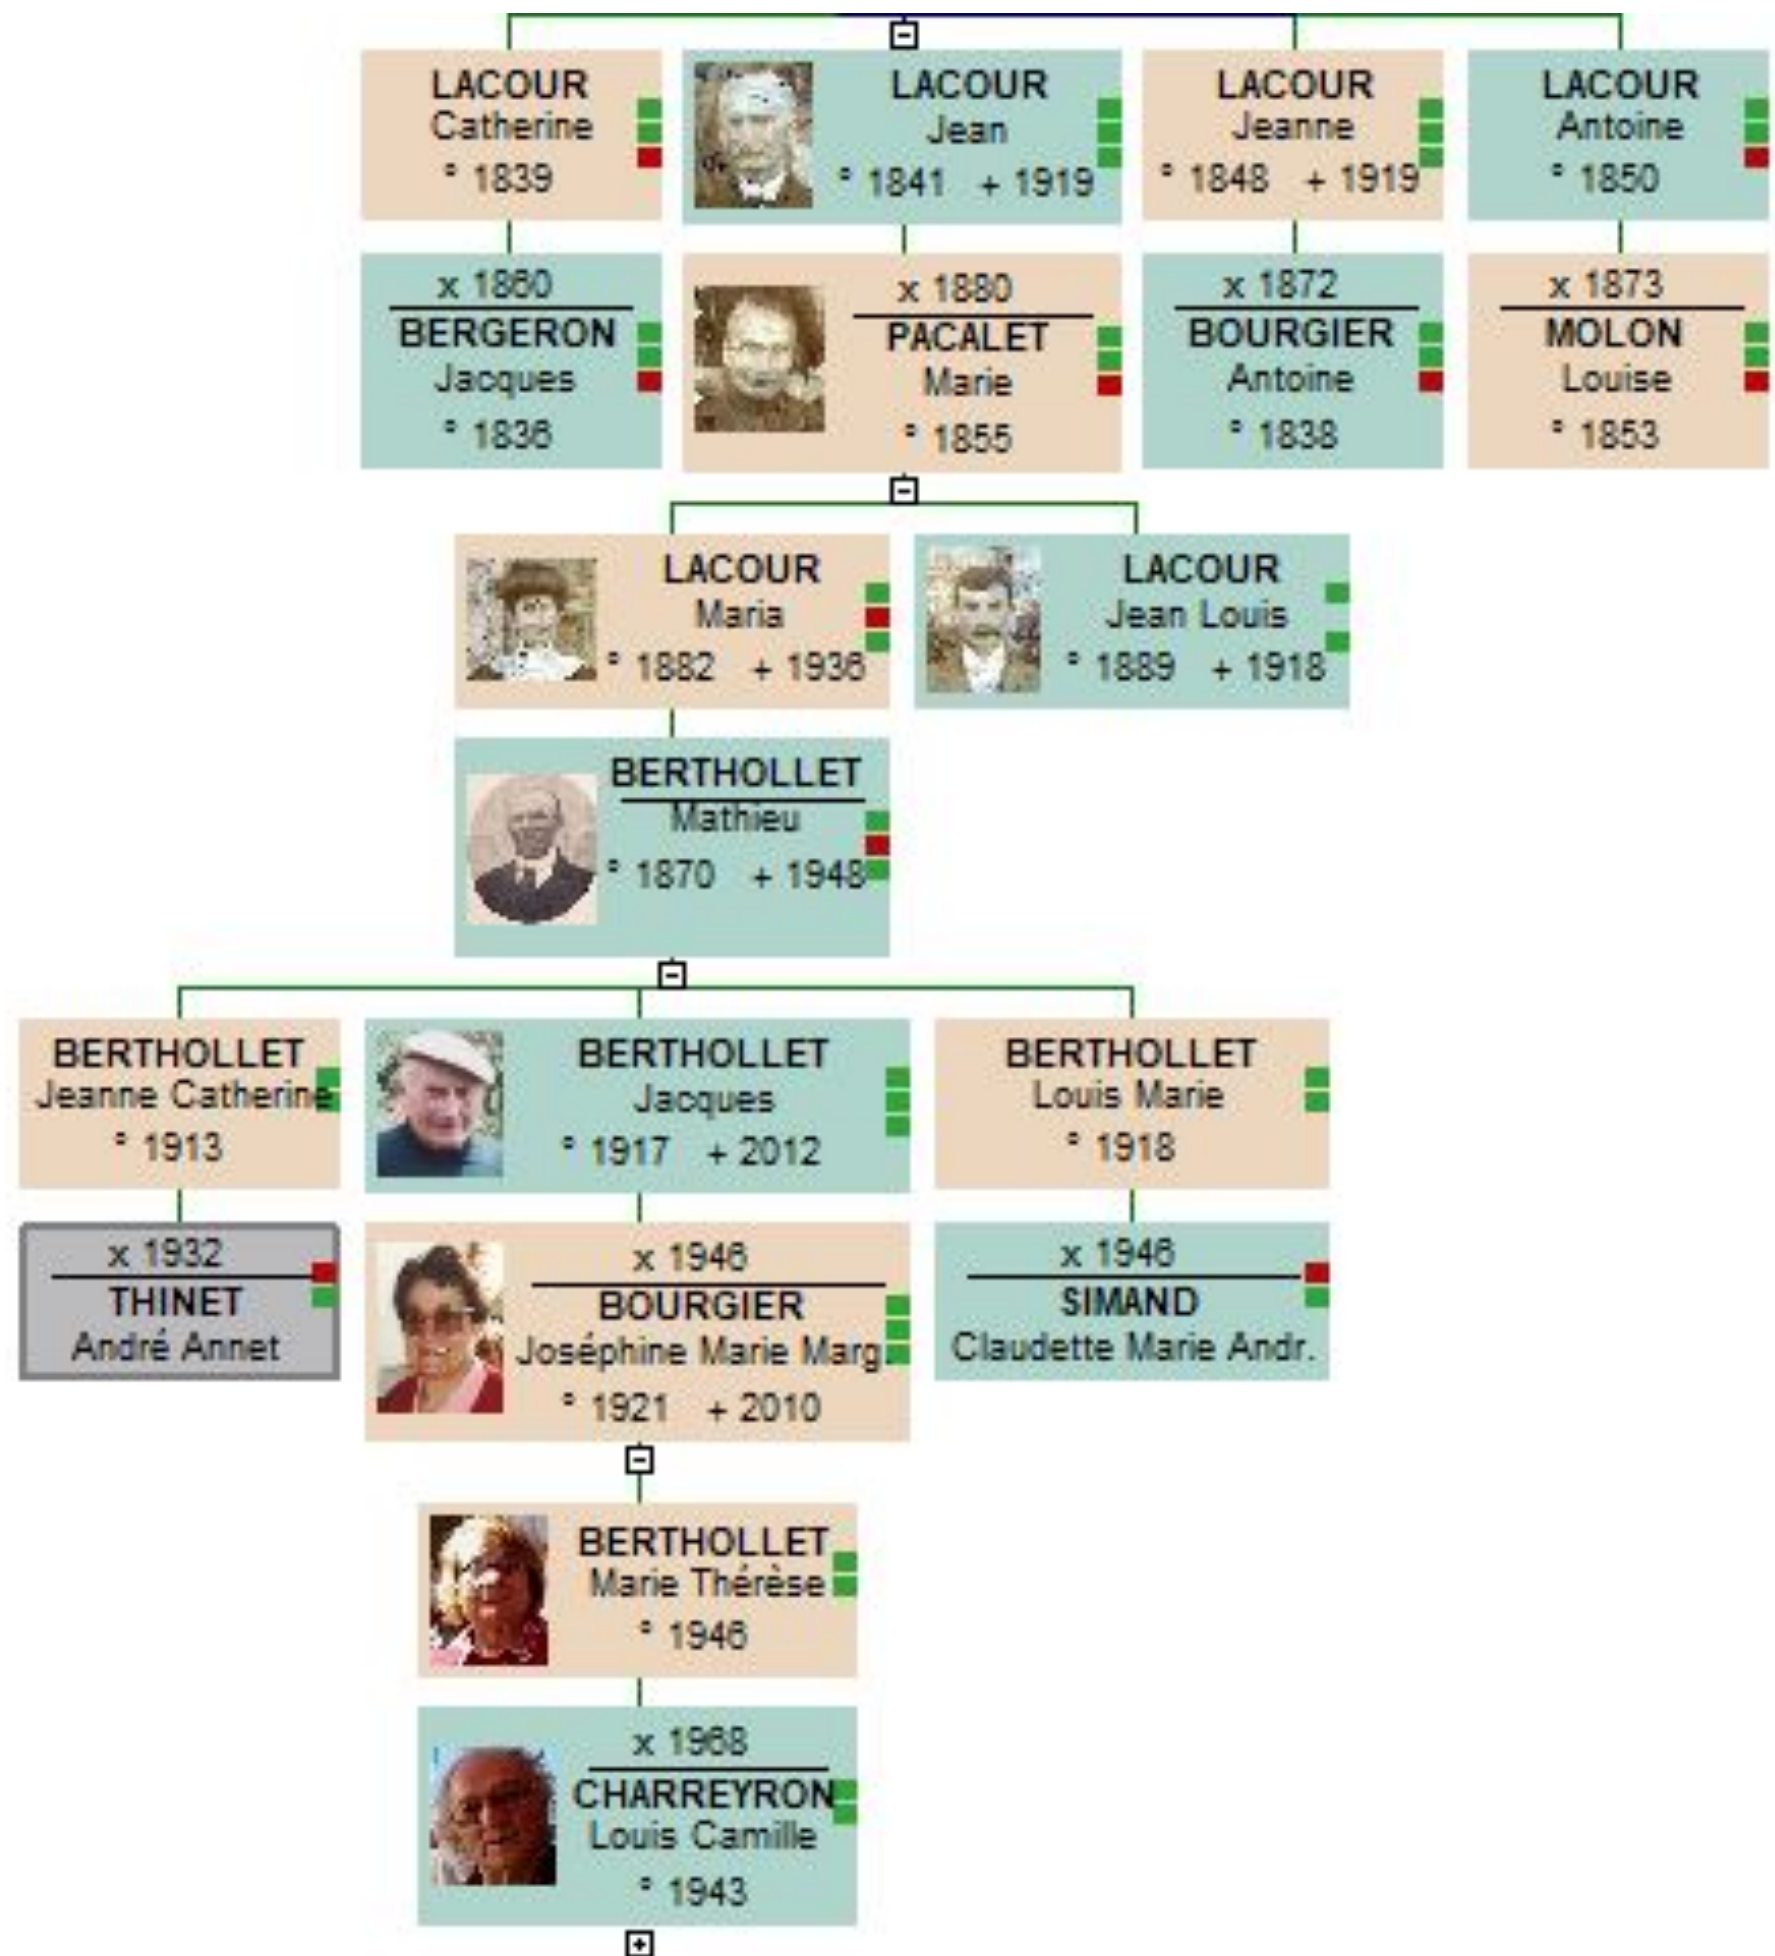 LACOUR
Catherine
° 1839
LACOUR
Jean
° 1841 + 1919
LACOUR
Jeanne
° 1848 + 1919
LACOUR
Antoine
° 1850
x 1860
BERGERON
Jacques
° 1836
x 1880
PACALET
Marie
° 1855
x 1872
BOURGIER
Antoine
° 1838
x 1873
MOLON
Louise
° 1853
LACOUR
Maria
° 1882 + 1936
LACOUR
Jean Louis
° 1889 + 1918
BERTHOLLET
Mathieu
° 1870 + 1948
BERTHOLLET
Jeanne Catherine
° 1913
BERTHOLLET
Jacques
° 1917 + 2012
BERTHOLLET
Louis Marie
° 1918
x 1932
THINET
André Annet
x 1946
BOURGIER
Joséphine Marie Marg.
° 1921 + 2010
x 1946
SIMAND
Claudette Marie Andr.
BERTHOLLET
Marie Thérèse
° 1946
x 1968
CHARREYRON
Louis Camille
° 1943